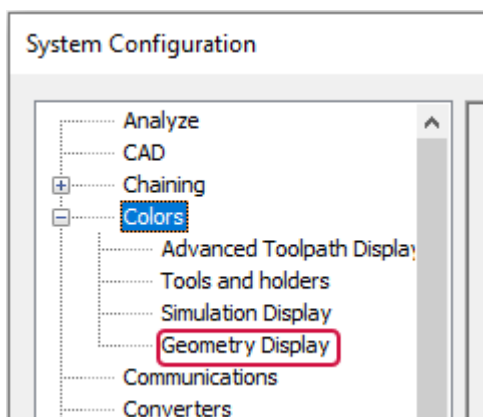 System Configuration
Analyze
CAD
Chaining
Colors
Advanced Toolpath Display
Tools and holders
Simulation Display
Geometry Display
Communications
Converters